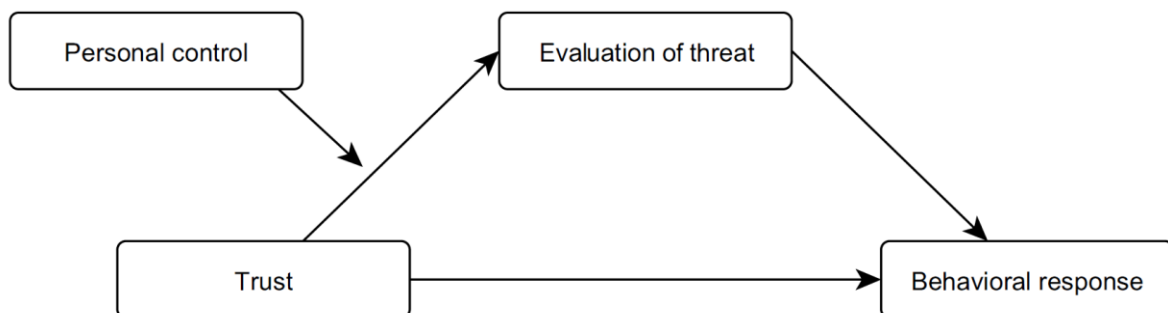 Personal control
Evaluation of threat
Trust
Behavioral response